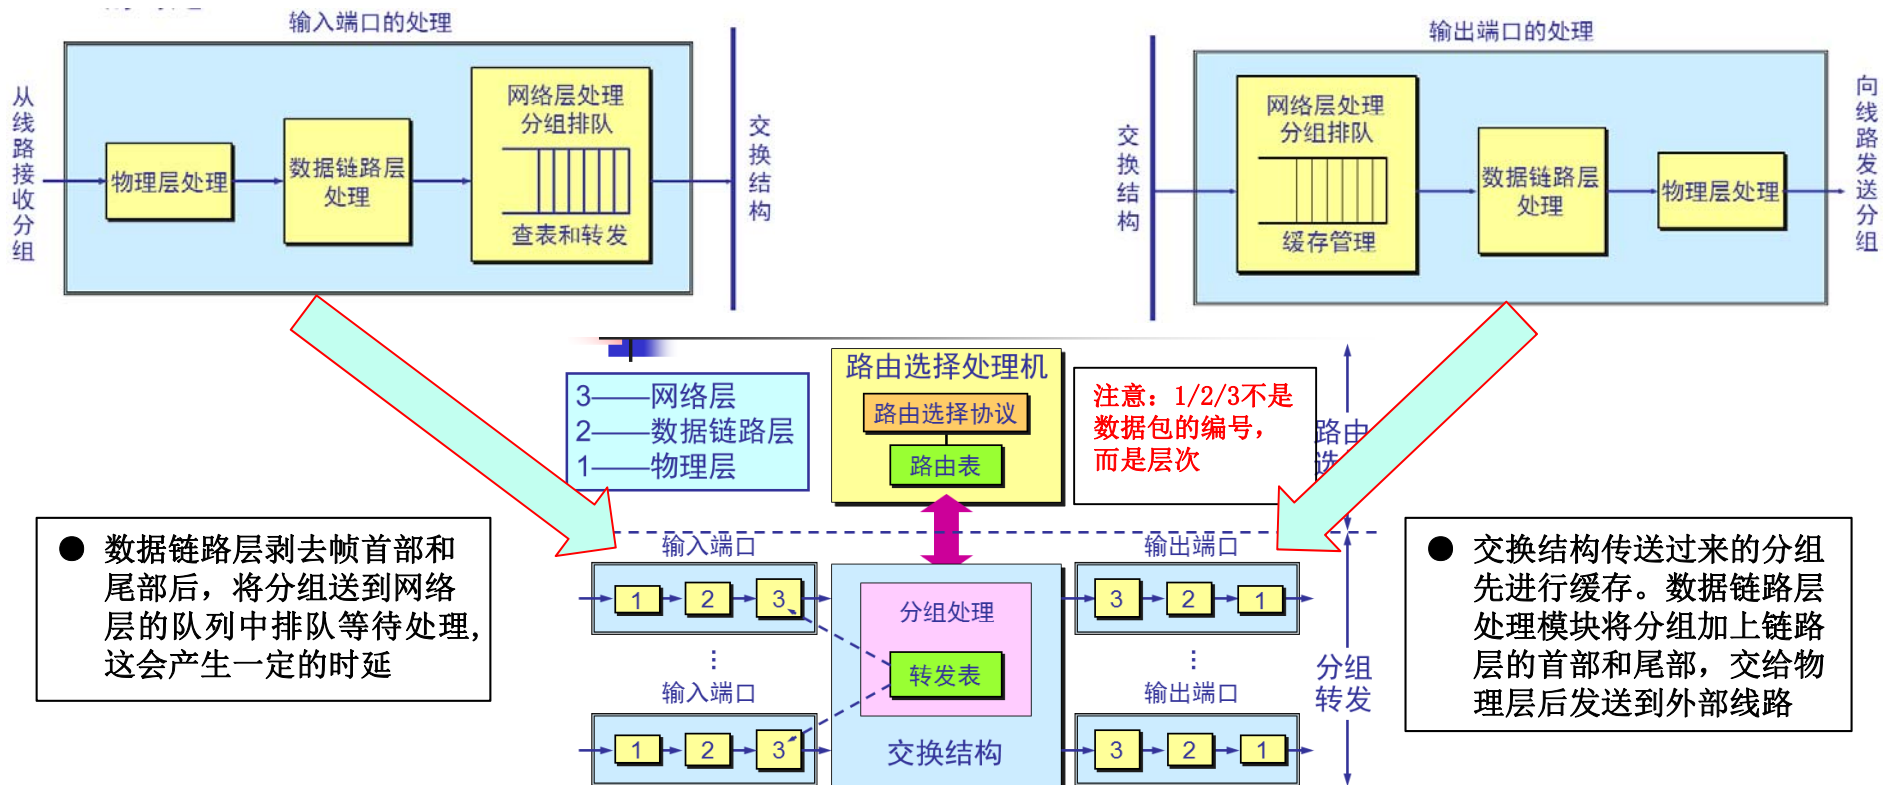 输入端口的处理
从线路接收分组
物理层处理
数据链路层
处理
网络层处理
分组排队
查表和转发
交换结构
输出端口的处理
交换结构
网络层处理
分组排队
缓存管理
数据链路层
处理
物理层处理
向线路发送分组
3——网络层
2——数据链路层
1——物理层
路由选择处理机
路由选择协议
路由表
注意：1/2/3不是
数据包的编号，
而是层次
路由
选
● 数据链路层剥去帧首部和
尾部后，将分组送到网络
层的队列中排队等待处理，
这会产生一定的时延
输入端口
1 2 3
⋮
输入端口
1 2 3
分组处理
转发表
交换结构
输出端口
3 2 1
⋮
输出端口
3 2 1
分组
转发
● 交换结构传送过来的分组
先进行缓存。数据链路层
处理模块将分组加上链路
层的首部和尾部，交给物
理层后发送到外部线路